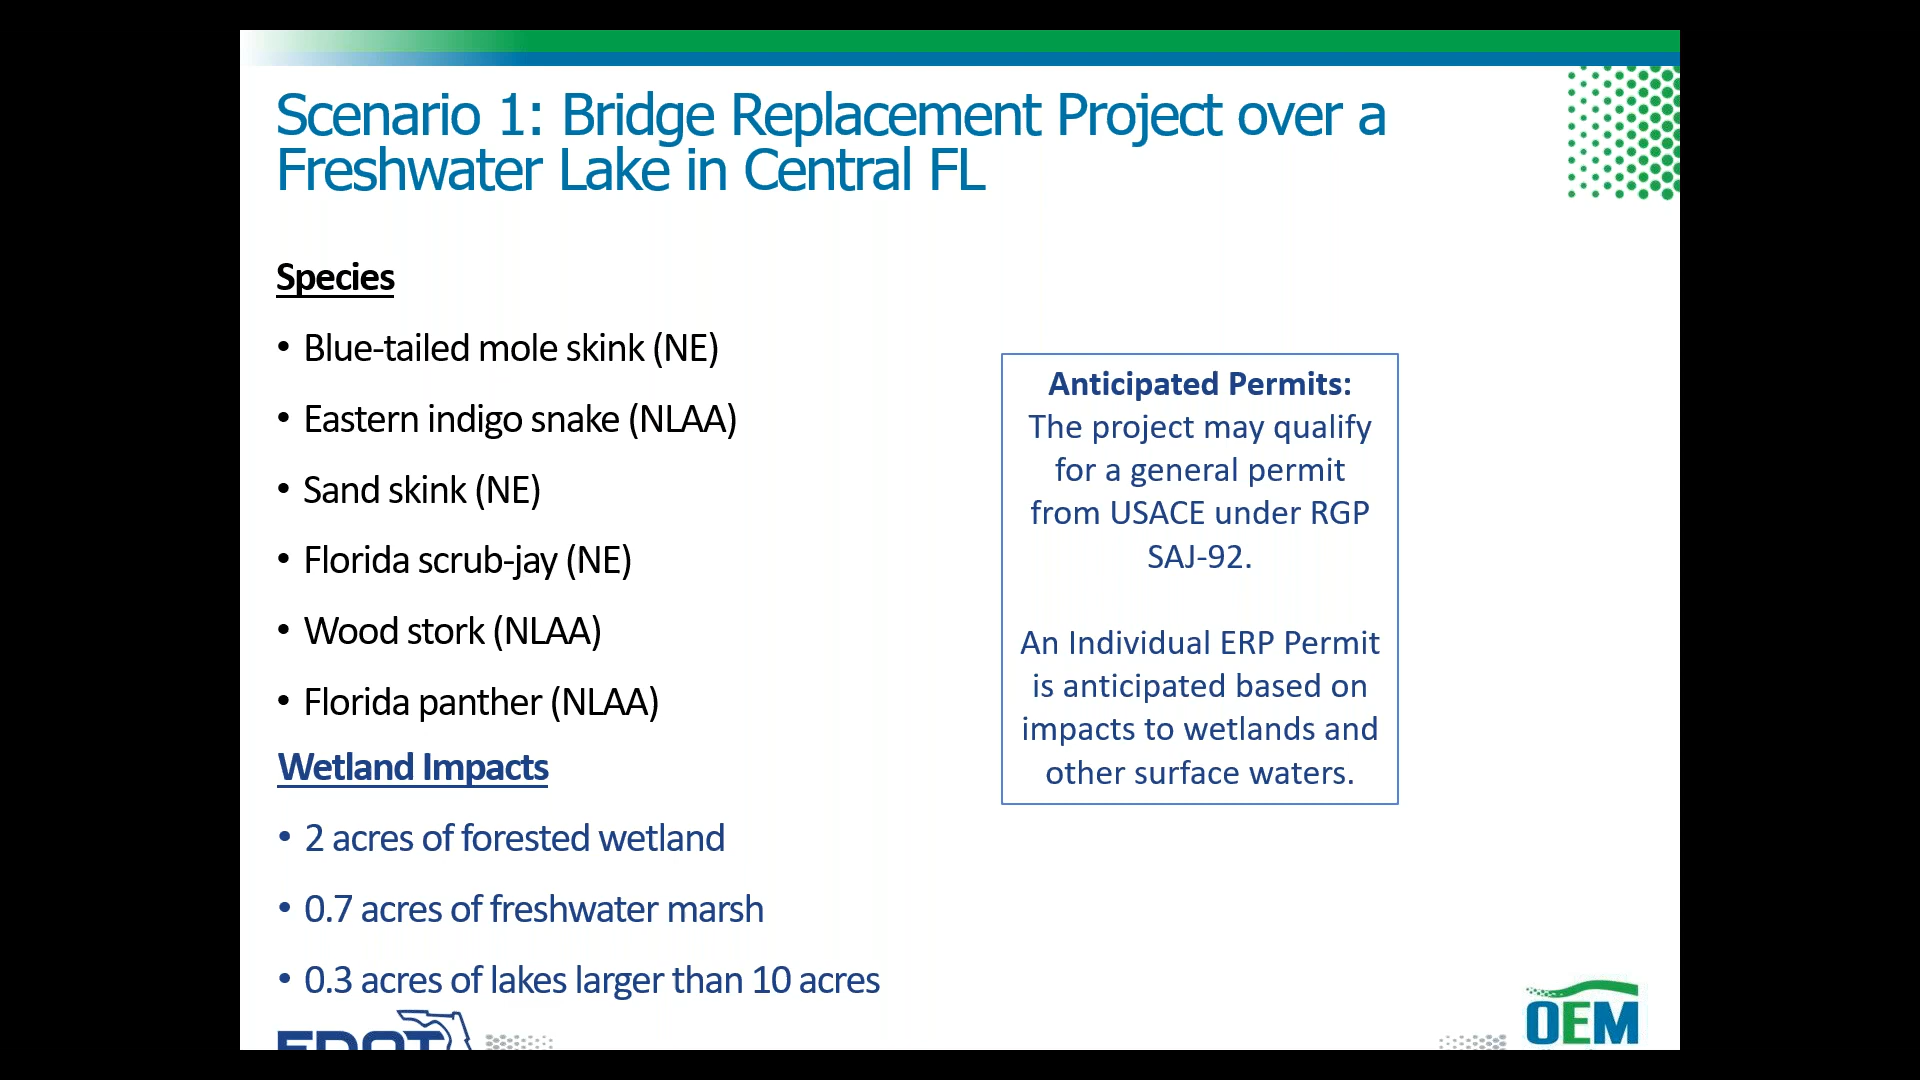 Scenario 1: Bridge Replacement Project over a
Freshwater Lake in Central FL
Species
• Blue-tailed mole skink (NE)
• Eastern indigo snake (NLAA)
• Sand skink (NE)
• Florida scrub-jay (NE)
• Wood stork (NLAA)
• Florida panther (NLAA)
Wetland Impacts
• 2 acres of forested wetland
• 0.7 acres of freshwater marsh
• 0.3 acres of lakes larger than 10 acres
Anticipated Permits:
The project may qualify
for a general permit
from USACE under RGP
SAJ-92.
An Individual ERP Permit
is anticipated based on
impacts to wetlands and
other surface waters.
FDOT
OEM